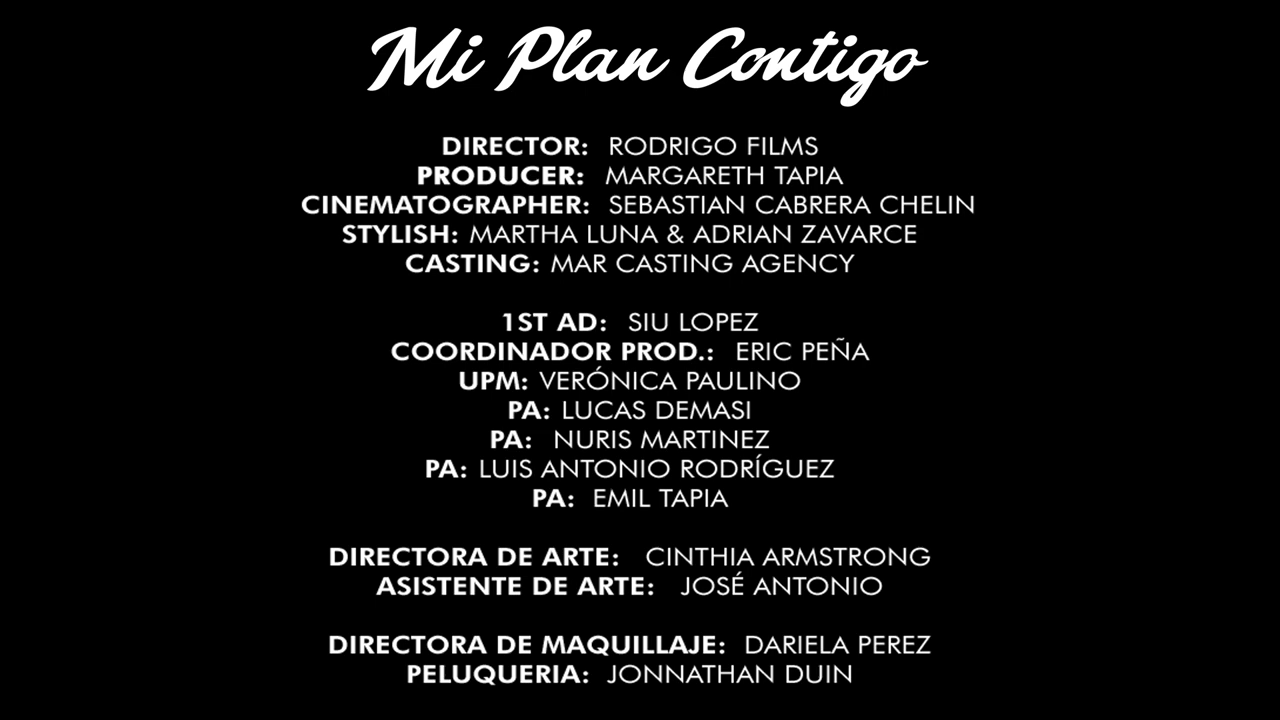 Mi Plan Contigo
DIRECTOR: RODRIGO FILMS
PRODUCER: MARGARETH TAPIA
CINEMATOGRAPHER: SEBASTIAN CABRERA CHELIN
STYLISH: MARTHA LUNA & ADRIAN ZAVARCE
CASTING: MAR CASTING AGENCY
1ST AD: SIU LOPEZ
COORDINADOR PROD.: ERIC PEÑA
UPM: VERÓNICA PAULINO
PA: LUCAS DEMASI
PA: NURIS MARTINEZ
PA: LUIS ANTONIO RODRÍGUEZ
PA: EMIL TAPIA
DIRECTORA DE ARTE: CINTHIA ARMSTRONG
ASISTENTE DE ARTE: JOSÉ ANTONIO
DIRECTORA DE MAQUILLAJE: DARIELA PEREZ
PELUQUERIA: JONNATHAN DUIN